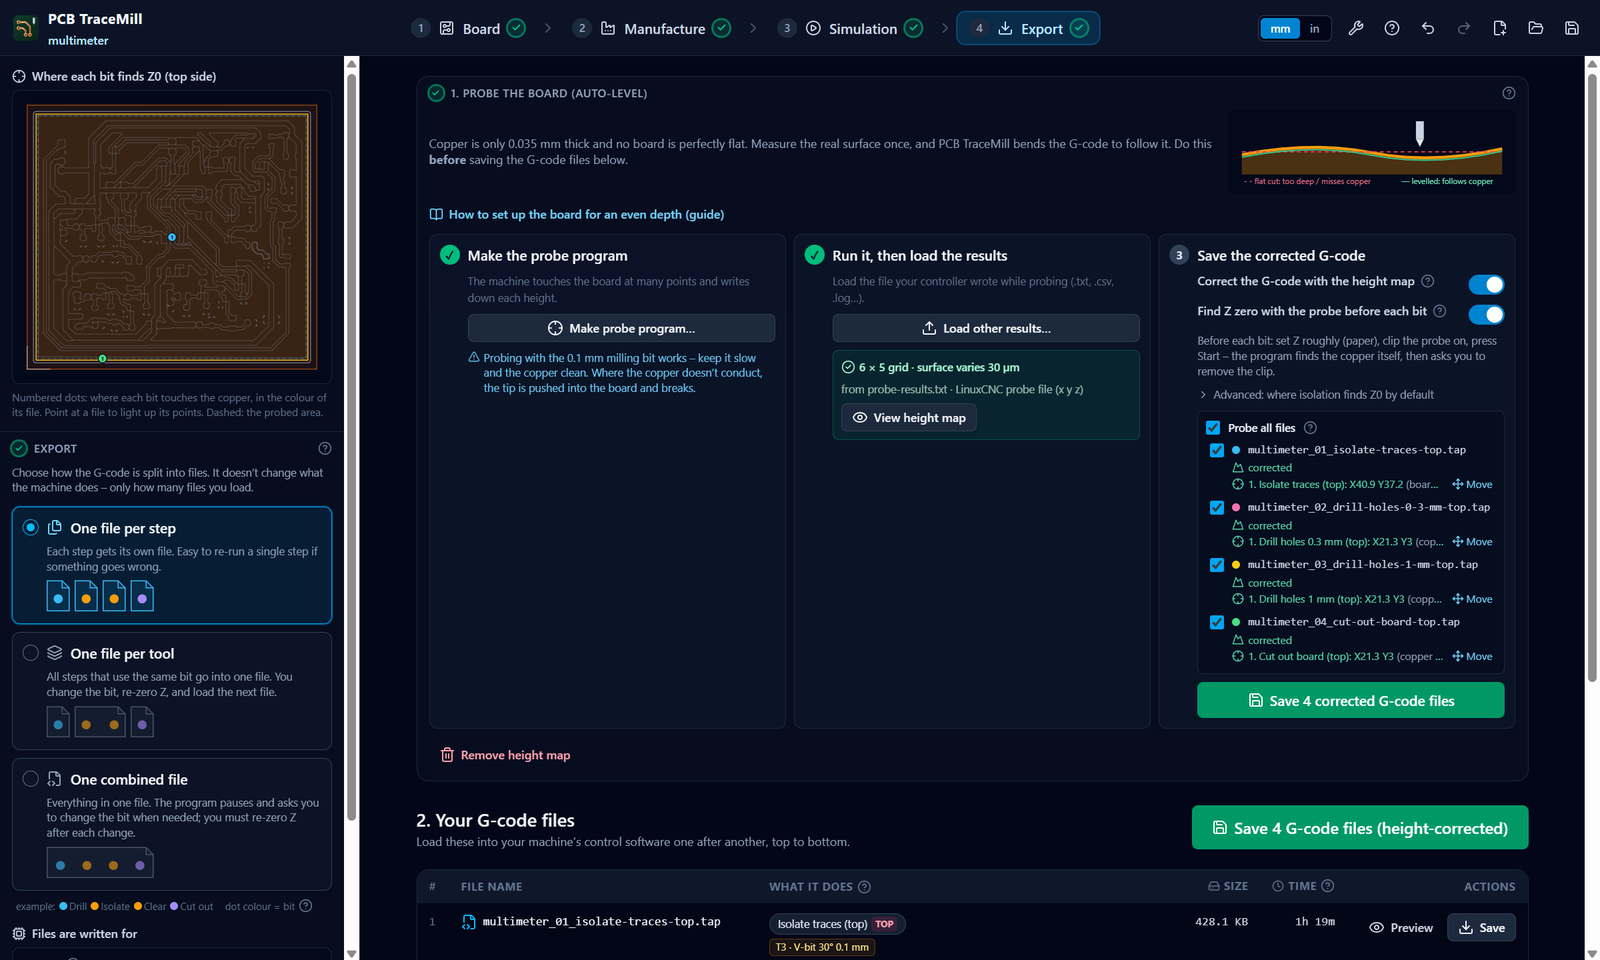 PCB TraceMill
multimeter
1 Board
2 Manufacture
3 Simulation
4 Export
mm in
Where each bit finds Z0 (top side)
1
1
Numbered dots: where each bit touches the copper, in the colour of
its file. Point at a file to light up its points. Dashed: the probed area.
EXPORT
Choose how the G-code is split into files. It doesn't change what
the machine does – only how many files you load.
One file per step
Each step gets its own file. Easy to re-run a single step if
something goes wrong.
One file per tool
All steps that use the same bit go into one file. You
change the bit, re-zero Z, and load the next file.
One combined file
Everything in one file. The program pauses and asks you
to change the bit when needed; you must re-zero Z
after each change.
example: Drill Isolate Clear Cut out dot colour = bit
Files are written for
1. PROBE THE BOARD (AUTO-LEVEL)
Copper is only 0.035 mm thick and no board is perfectly flat. Measure the real surface once, and PCB TraceMill bends the G-code to follow it. Do this
before saving the G-code files below.
- - flat cut: too deep / misses copper
— levelled: follows copper
How to set up the board for an even depth (guide)
Make the probe program
The machine touches the board at many points and writes
down each height.
Make probe program...
Probing with the 0.1 mm milling bit works – keep it slow
and the copper clean. Where the copper doesn't conduct,
the tip is pushed into the board and breaks.
Run it, then load the results
Load the file your controller wrote while probing (.txt, .csv,
.log...).
Load other results...
6 × 5 grid · surface varies 30 µm
from probe-results.txt · LinuxCNC probe file (x y z)
View height map
3 Save the corrected G-code
Correct the G-code with the height map
Find Z zero with the probe before each bit
Before each bit: set Z roughly (paper), clip the probe on, press
Start – the program finds the copper itself, then asks you to
remove the clip.
Advanced: where isolation finds Z0 by default
Probe all files
multimeter_01_isolate-traces-top.tap
corrected
1. Isolate traces (top): X40.9 Y37.2 (boar... Move
multimeter_02_drill-holes-0-3-mm-top.tap
corrected
1. Drill holes 0.3 mm (top): X21.3 Y3 (cop... Move
multimeter_03_drill-holes-1-mm-top.tap
corrected
1. Drill holes 1 mm (top): X21.3 Y3 (copp... Move
multimeter_04_cut-out-board-top.tap
corrected
1. Cut out board (top): X21.3 Y3 (copper ... Move
Save 4 corrected G-code files
Remove height map
2. Your G-code files
Load these into your machine's control software one after another, top to bottom.
Save 4 G-code files (height-corrected)
# FILE NAME WHAT IT DOES SIZE TIME ACTIONS
1 multimeter_01_isolate-traces-top.tap Isolate traces (top) TOP 428.1 KB 1h 19m Preview Save
T3 · V-bit 30° 0.1 mm